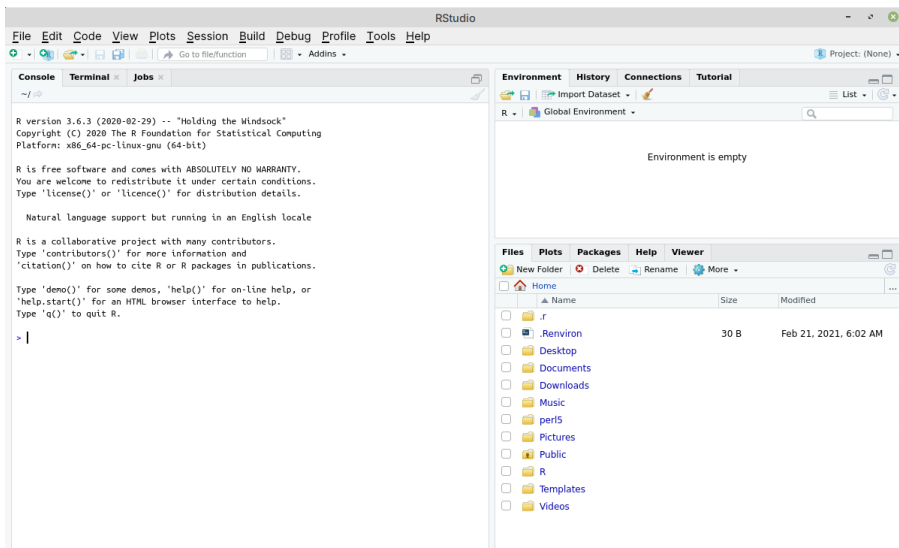 RStudio
File Edit Code View Plots Session Build Debug Profile Tools Help
Go to file/function Addins Project: (None)
Console Terminal Jobs
~/
R version 3.6.3 (2020-02-29) -- "Holding the Windsock"
Copyright (C) 2020 The R Foundation for Statistical Computing
Platform: x86_64-pc-linux-gnu (64-bit)
R is free software and comes with ABSOLUTELY NO WARRANTY.
You are welcome to redistribute it under certain conditions.
Type 'license()' or 'licence()' for distribution details.
Natural language support but running in an English locale
R is a collaborative project with many contributors.
Type 'contributors()' for more information and
'citation()' on how to cite R or R packages in publications.
Type 'demo()' for some demos, 'help()' for on-line help, or
'help.start()' for an HTML browser interface to help.
Type 'q()' to quit R.
>
Environment History Connections Tutorial
Import Dataset List
R Global Environment
Environment is empty
Files Plots Packages Help Viewer
New Folder Delete Rename More
Home ...
Name Size Modified
.r
.Renviron 30 B Feb 21, 2021, 6:02 AM
Desktop
Documents
Downloads
Music
perl5
Pictures
Public
R
Templates
Videos